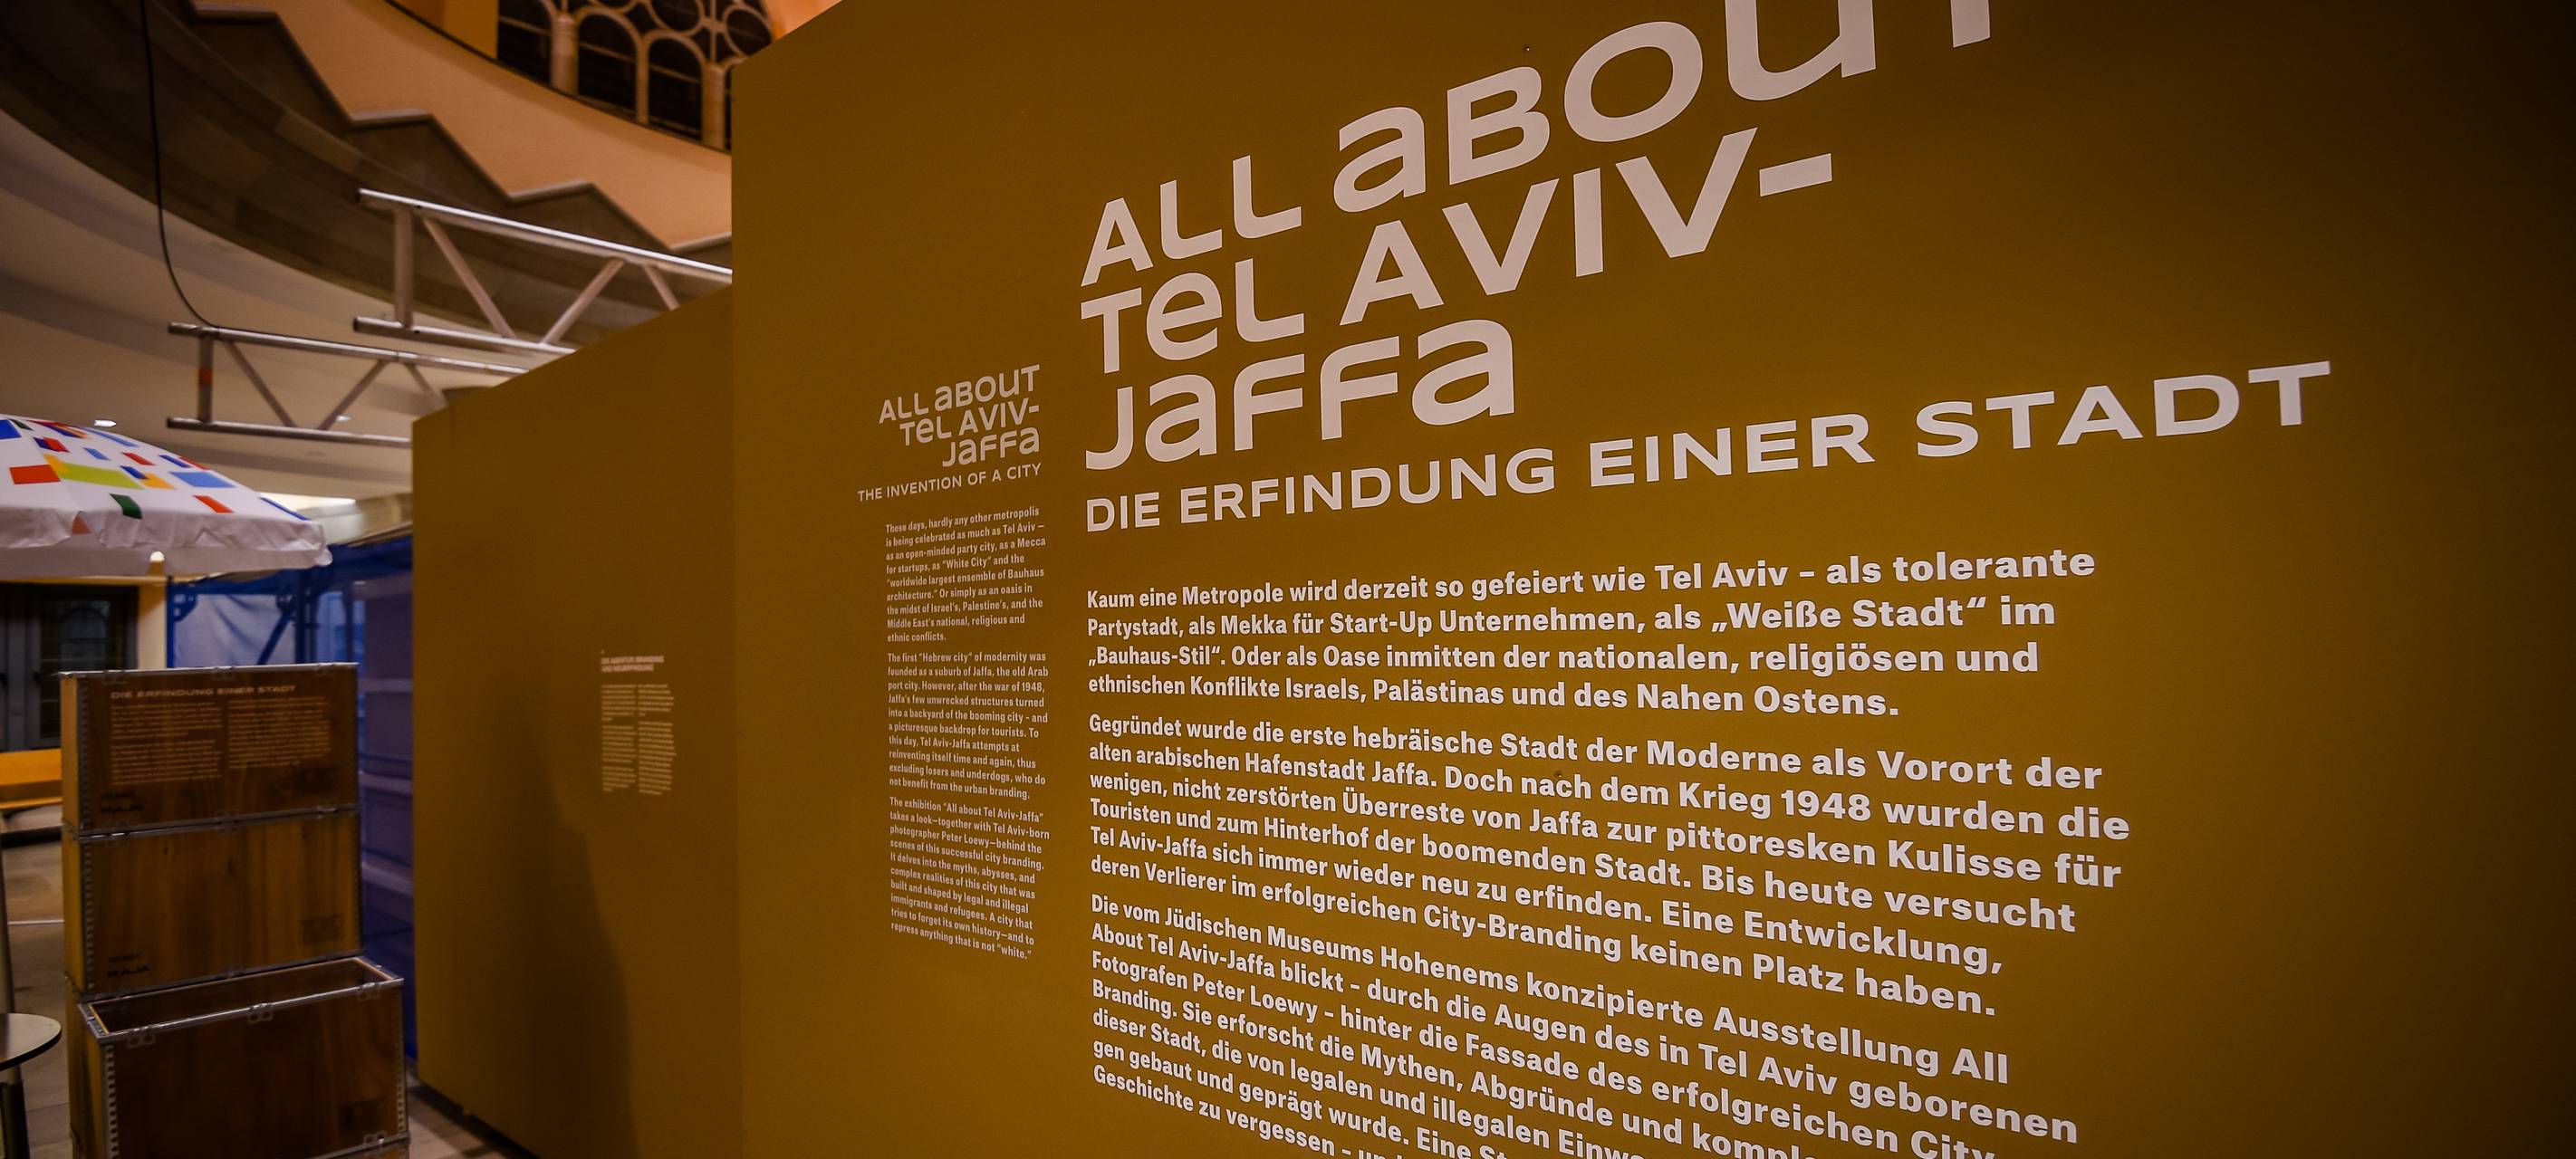 ALL aBOUT
TeL AVIV-
JaFFa
DIE ERFINDUNG EINER STADT
Kaum eine Metropole wird derzeit so gefeiert wie Tel Aviv – als tolerante
Partystadt, als Mekka für Start-Up Unternehmen, als „Weiße Stadt“ im
„Bauhaus-Stil“. Oder als Oase inmitten der nationalen, religiösen und
ethnischen Konflikte Israels, Palästinas und des Nahen Ostens.
Gegründet wurde die erste hebräische Stadt der Moderne als Vorort der
alten arabischen Hafenstadt Jaffa. Doch nach dem Krieg 1948 wurden die
wenigen, nicht zerstörten Überreste von Jaffa zur pittoresken Kulisse für
Touristen und zum Hinterhof der boomenden Stadt. Bis heute versucht
Tel Aviv-Jaffa sich immer wieder neu zu erfinden. Eine Entwicklung,
deren Verlierer im erfolgreichen City-Branding keinen Platz haben.
Die vom Jüdischen Museums Hohenems konzipierte Ausstellung All
About Tel Aviv-Jaffa blickt – durch die Augen des in Tel Aviv geborenen
Fotografen Peter Loewy – hinter die Fassade des erfolgreichen City
Branding. Sie erforscht die Mythen, Abgründe und
dieser Stadt, die von legalen und illegalen
gen gebaut und geprägt wurde. Eine
Geschichte zu vergessen –
ALL aBOUT
TeL AVIV-
JaFFa
THE INVENTION OF A CITY
These days, hardly any other metropolis
is being celebrated as much as Tel Aviv —
as an open-minded party city, as a Mecca
for startups, as "White City" and the
"worldwide largest ensemble of Bauhaus
architecture." Or simply as an oasis in
the midst of Israel's, Palestine's, and the
Middle East's national, religious and
ethnic conflicts.
The first "Hebrew city" of modernity was
founded as a suburb of Jaffa, the old Arab
port city. However, after the war of 1948,
Jaffa's few unwrecked structures turned
into a backyard of the booming city - and
a picturesque backdrop for tourists. To
this day, Tel Aviv-Jaffa attempts at
reinventing itself time and again, thus
excluding losers and underdogs, who do
not benefit from the urban branding.
The exhibition "All about Tel Aviv-Jaffa"
takes a look—together with Tel Aviv-born
photographer Peter Loewy—behind the
scenes of this successful city branding.
It delves into the myths, abysses, and
complex realities of this city that was
built and shaped by legal and illegal
immigrants and refugees. A city that
tries to forget its own history—and to
repress anything that is not "white."
DIE ERFINDUNG EINER STADT